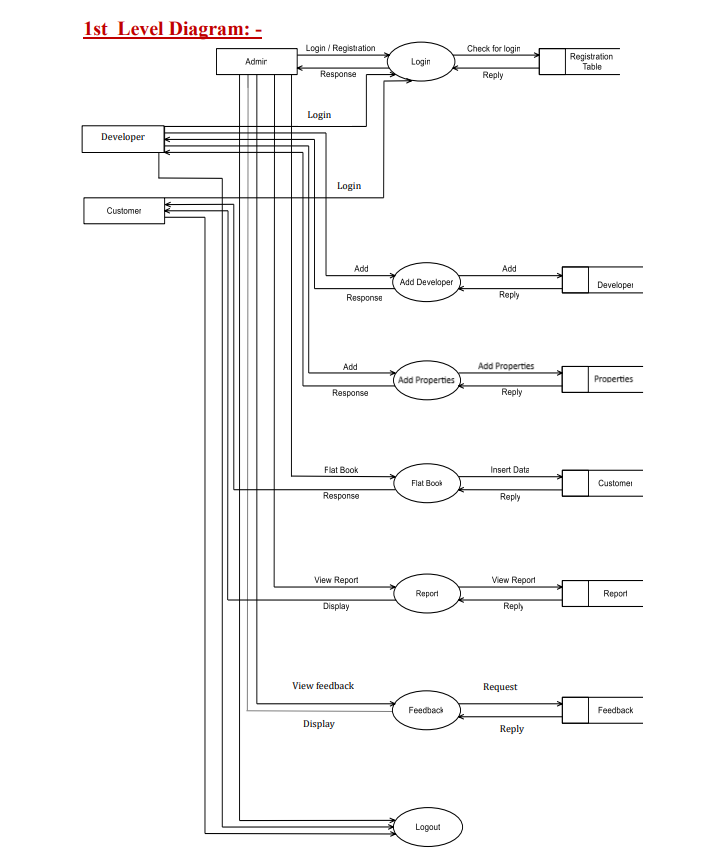 1st Level Diagram: -
Login / Registration
Check for login
Admin
Login
Registration
Table
Response
Reply
Login
Developer
Login
Customer
Add
Add
Add Developer
Developer
Response
Reply
Add
Add Properties
Add Properties
Properties
Response
Reply
Flat Book
Insert Data
Flat Book
Customer
Response
Reply
View Report
View Report
Report
Report
Display
Reply
View feedback
Request
Feedback
Feedback
Display
Reply
Logout